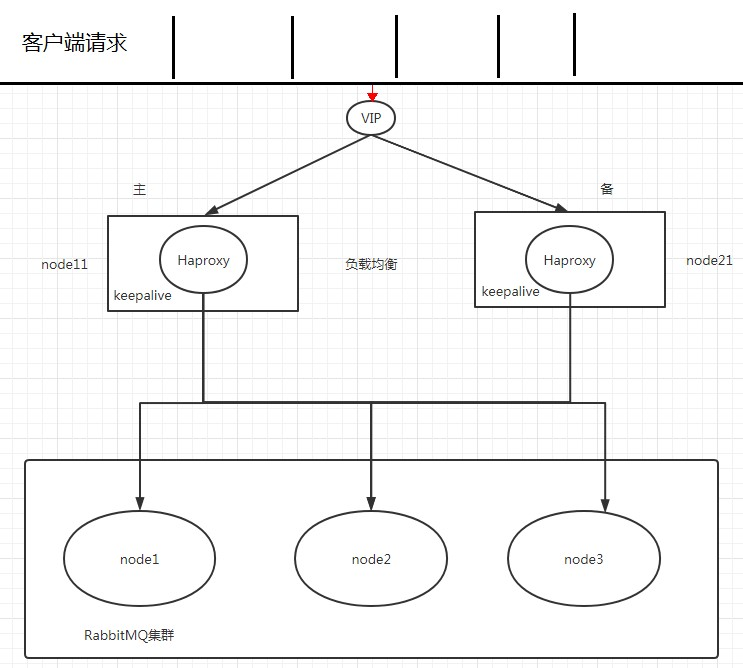 客户端请求
VIP
主
备
node11
Haproxy
keepalive
负载均衡
Haproxy
keepalive
node21
node1
node2
node3
RabbitMQ集群